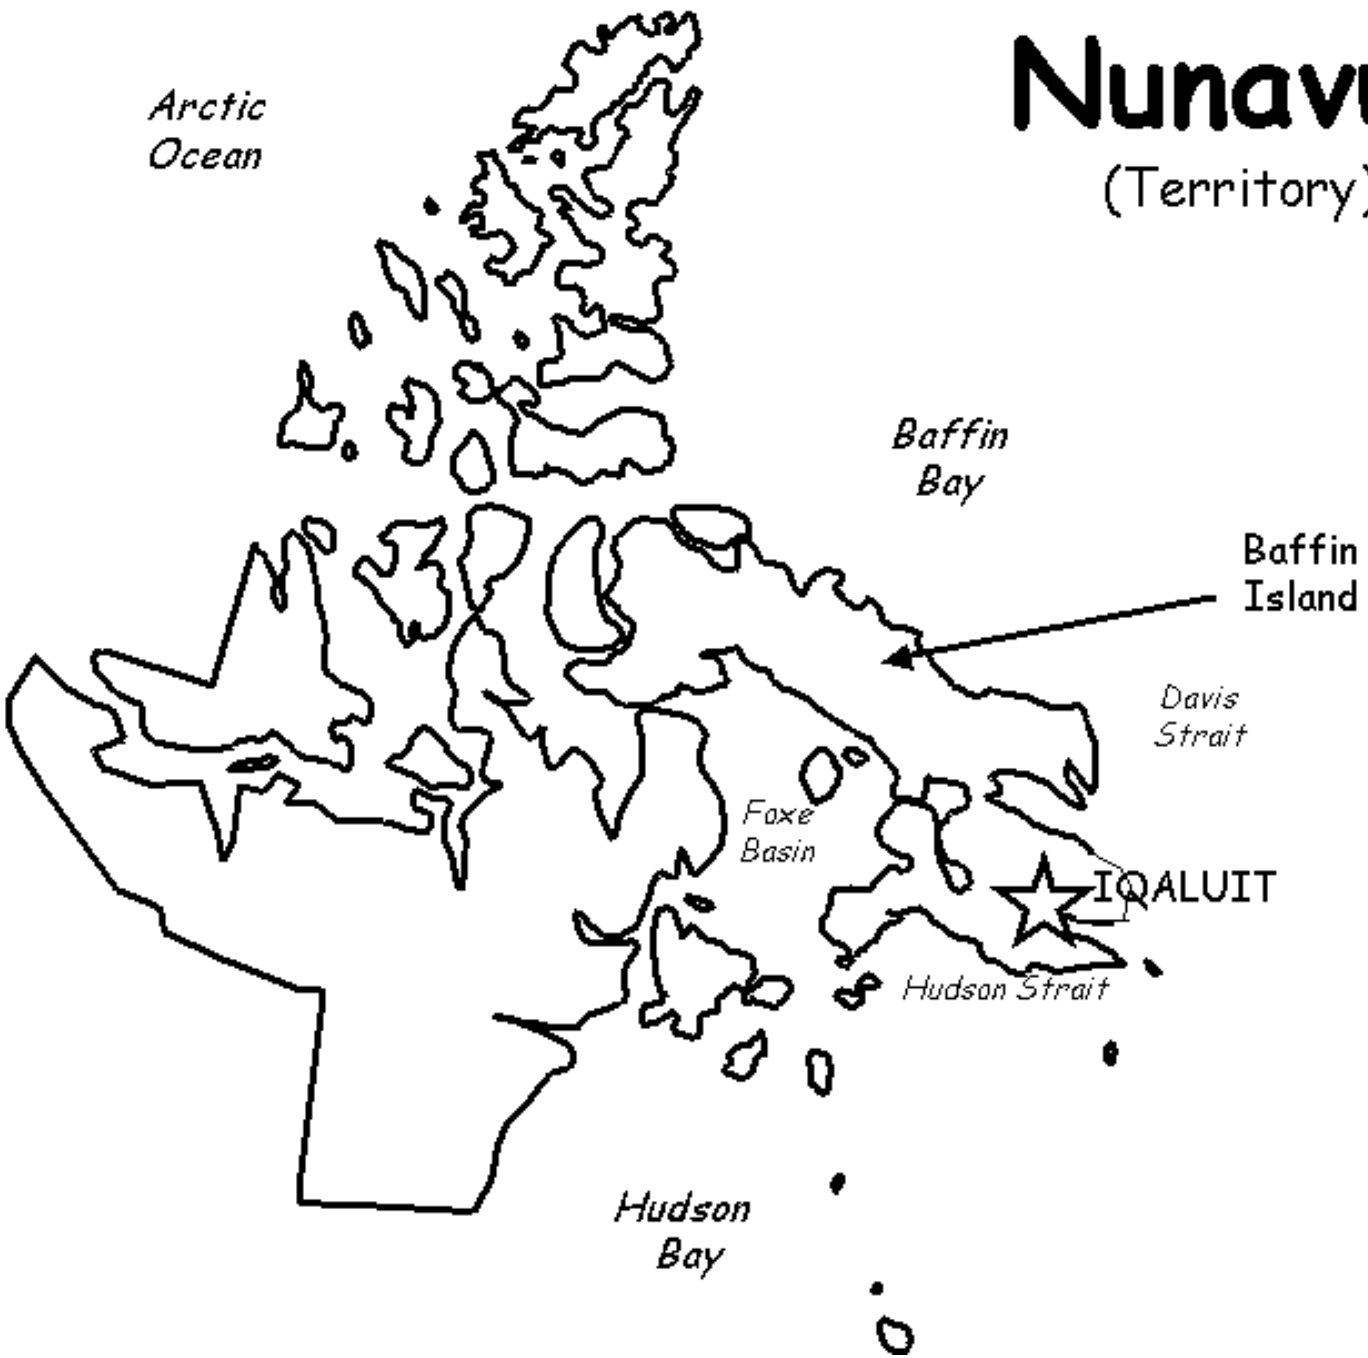 Nunavu
(Territory)
Arctic
Ocean
Baffin
Bay
Baffin
Island
Davis
Strait
Foxe
Basin
IQALUIT
Hudson Strait
Hudson
Bay